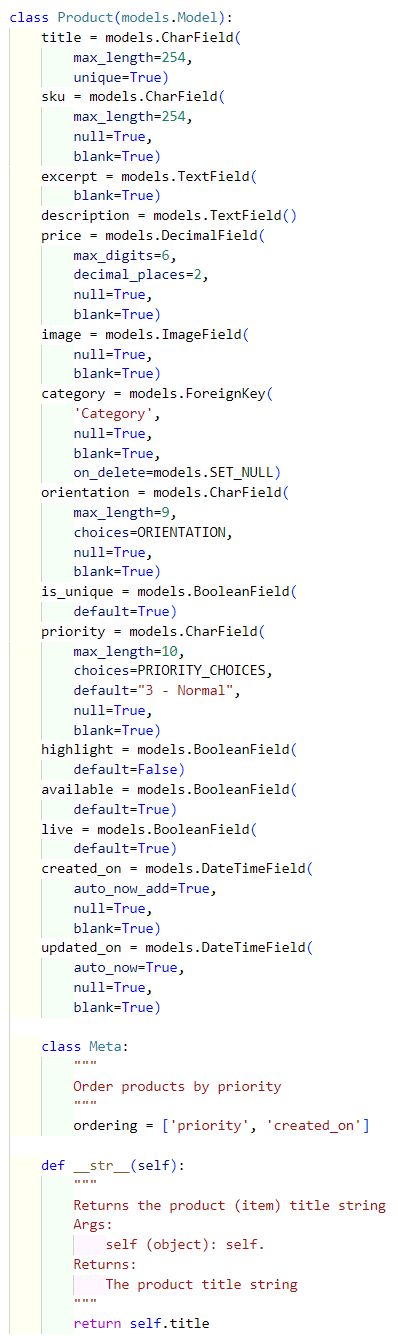 class Product(models.Model):
    title = models.CharField(
        max_length=254,
        unique=True)
    sku = models.CharField(
        max_length=254,
        null=True,
        blank=True)
    excerpt = models.TextField(
        blank=True)
    description = models.TextField()
    price = models.DecimalField(
        max_digits=6,
        decimal_places=2,
        null=True,
        blank=True)
    image = models.ImageField(
        null=True,
        blank=True)
    category = models.ForeignKey(
        'Category',
        null=True,
        blank=True,
        on_delete=models.SET_NULL)
    orientation = models.CharField(
        max_length=9,
        choices=ORIENTATION,
        null=True,
        blank=True)
    is_unique = models.BooleanField(
        default=True)
    priority = models.CharField(
        max_length=10,
        choices=PRIORITY_CHOICES,
        default="3 - Normal",
        null=True,
        blank=True)
    highlight = models.BooleanField(
        default=False)
    available = models.BooleanField(
        default=True)
    live = models.BooleanField(
        default=True)
    created_on = models.DateTimeField(
        auto_now_add=True,
        null=True,
        blank=True)
    updated_on = models.DateTimeField(
        auto_now=True,
        null=True,
        blank=True)

    class Meta:
        """
        Order products by priority
        """
        ordering = ['priority', 'created_on']

    def __str__(self):
        """
        Returns the product (item) title string
        Args:
            self (object): self.
        Returns:
            The product title string
        """
        return self.title